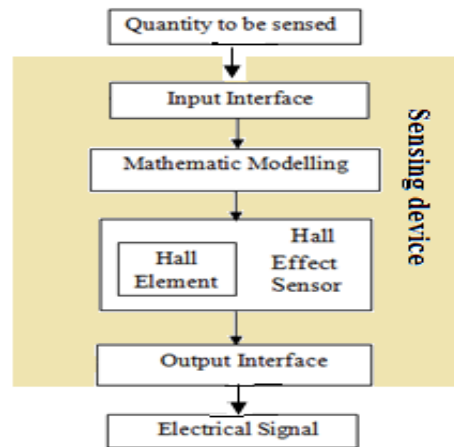 Quantity to be sensed
Input Interface
Mathematic Modelling
Hall
Effect
Sensor
Hall
Element
Output Interface
Electrical Signal
Sensing device